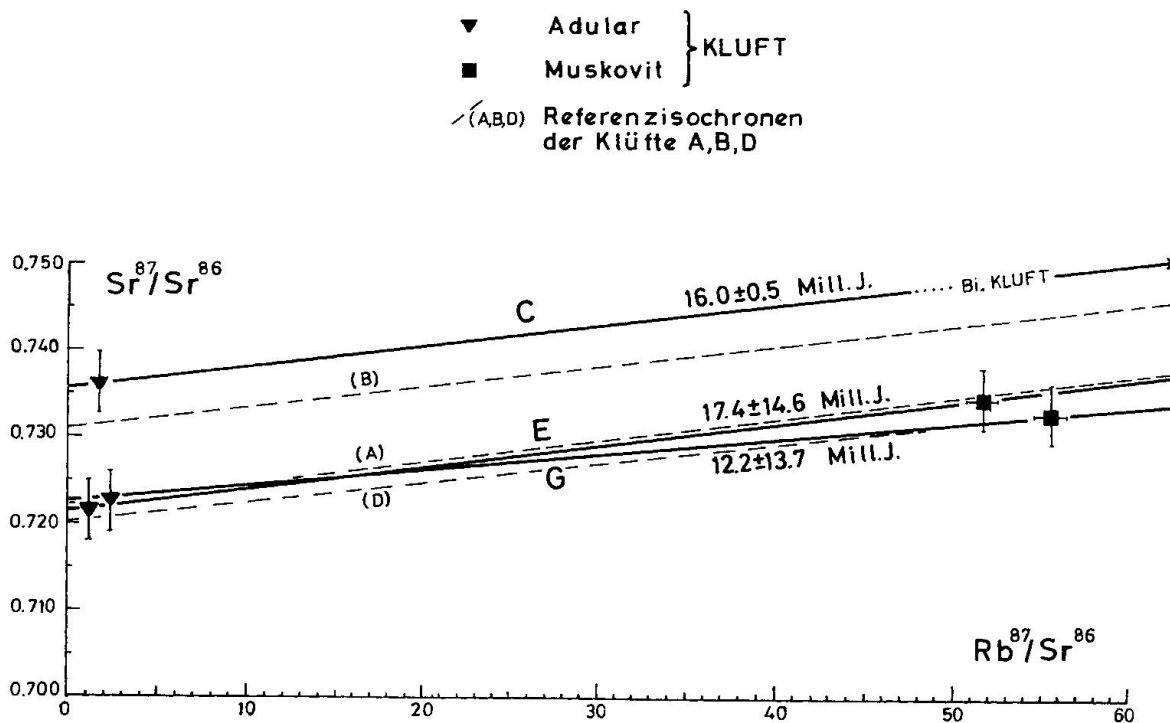 Adular
Muskovit
KLUFT
(A,B,D) Referenzisochronen
der Klüfte A,B,D
Sr87/Sr86
0.750
0.740
0.730
0.720
0.710
0.700
C
16.0±0.5 Mill.J.
Bi. KLUFT
(B)
17.4±14.6 Mill.J.
E
(A)
12.2±13.7 Mill.J.
G
(D)
Rb87/Sr86
0 10 20 30 40 50 60